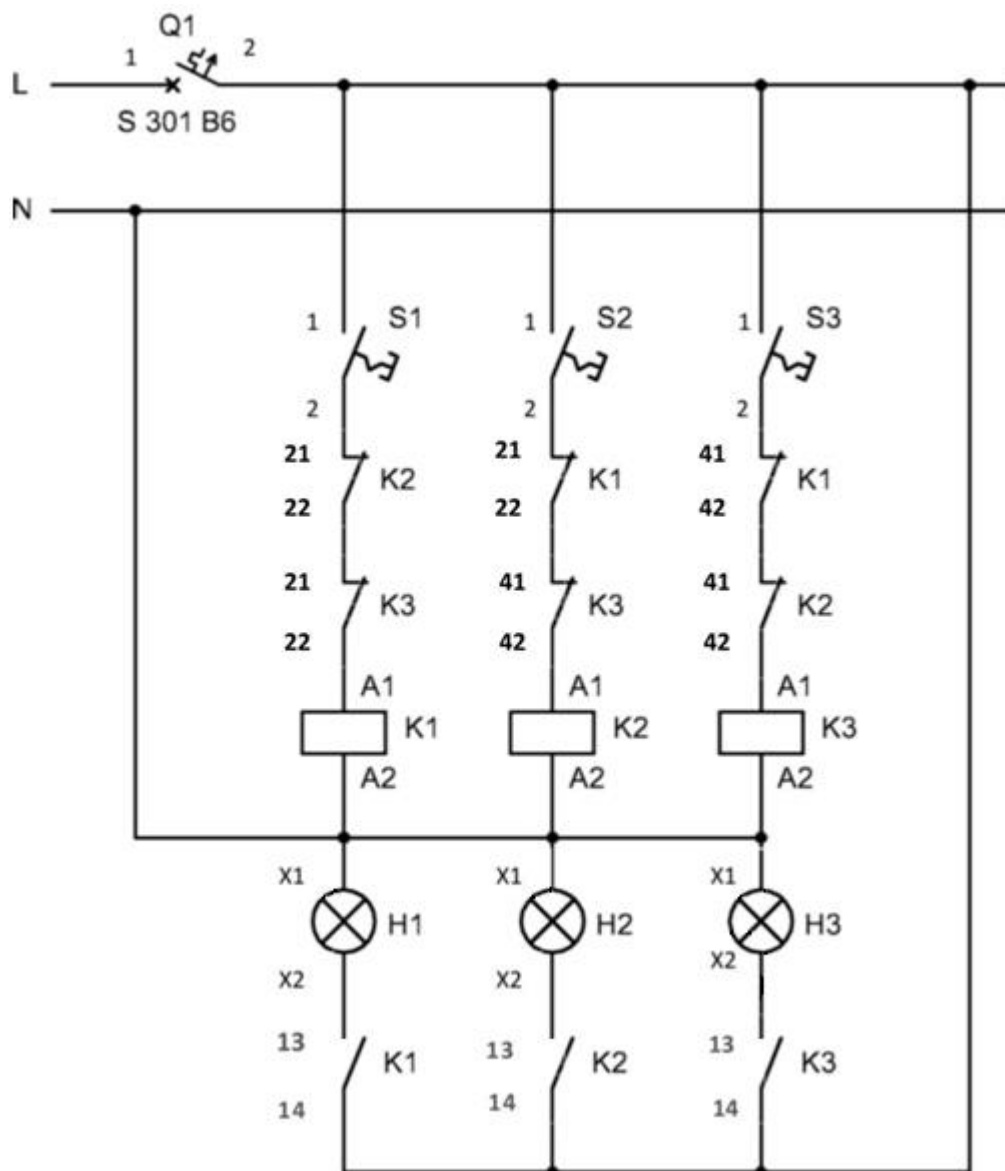 Q1
1 2
L
S 301 B6
N
1 S1 1 S2 1 S3
2 2 2
21 K2 21 K1 41 K1
22 22 42
21 K3 41 K3 41 K2
22 42 42
A1 A1 A1
K1 K2 K3
A2 A2 A2
X1 X1 X1
H1 H2 H3
X2 X2 X2
13 K1 13 K2 13 K3
14 14 14